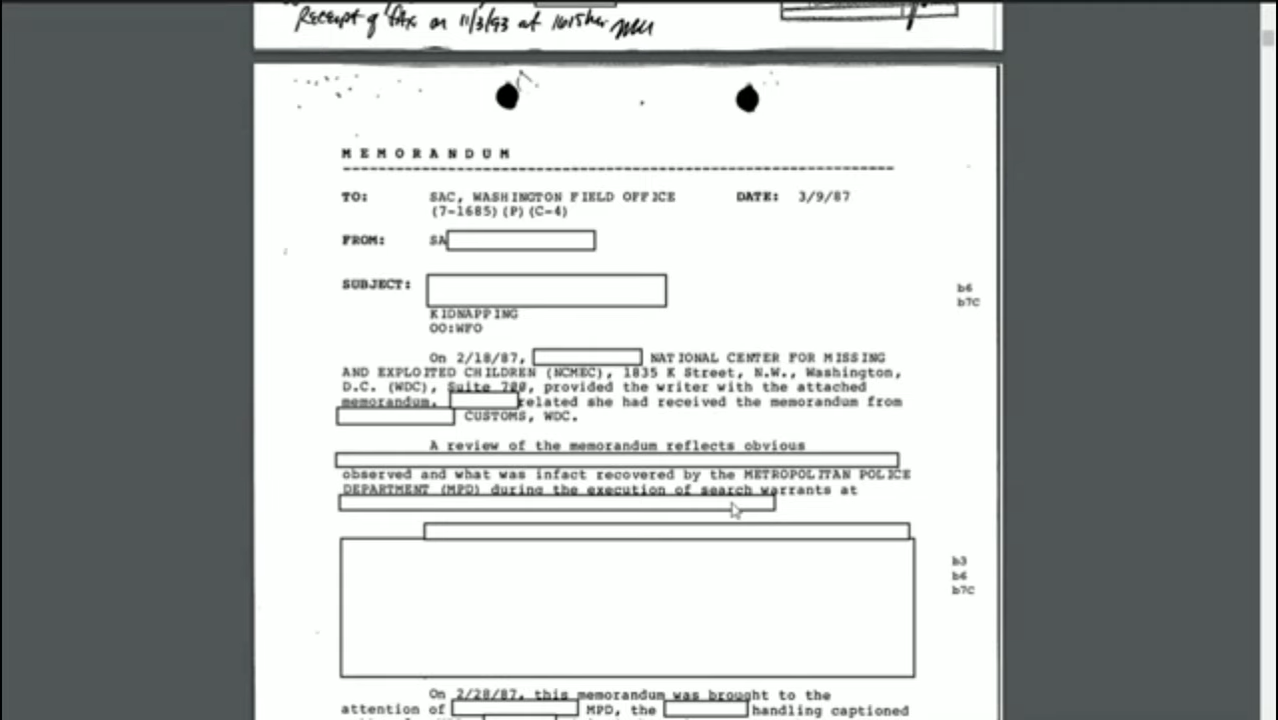 Receipt of fax on 11/3/93 at 1615hr
MEMORANDUM
TO: SAC, WASHINGTON FIELD OFFICE DATE: 3/9/87
(7-1685)(P)(C-4)
FROM: SA
SUBJECT:
b6
b7C
KIDNAPPING
OO:WFO
On 2/18/87, NATIONAL CENTER FOR MISSING
AND EXPLOITED CHILDREN (NCMEC), 1835 K Street, N.W., Washington,
D.C. (WDC), Suite 700, provided the writer with the attached
memorandum. related she had received the memorandum from
CUSTOMS, WDC.
A review of the memorandum reflects obvious
observed and what was infact recovered by the METROPOLITAN POLICE
DEPARTMENT (MPD) during the execution of search warrants at
b3
b6
b7C
On 2/28/87, this memorandum was brought to the
attention of MPD, the handling captioned